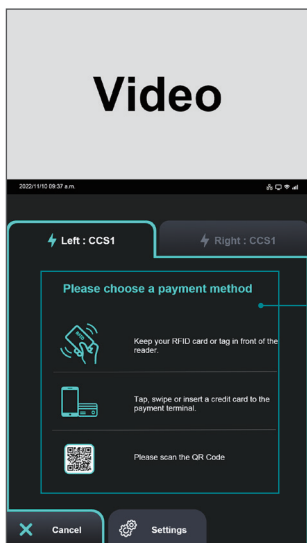 Video
2022/11/10 09:37 a.m.
Left : CCS1
Right : CCS1
Please choose a payment method
Keep your RFID card or tag in front of the
reader.
Tap, swipe or insert a credit card to the
payment terminal.
Please scan the QR Code
Cancel
Settings